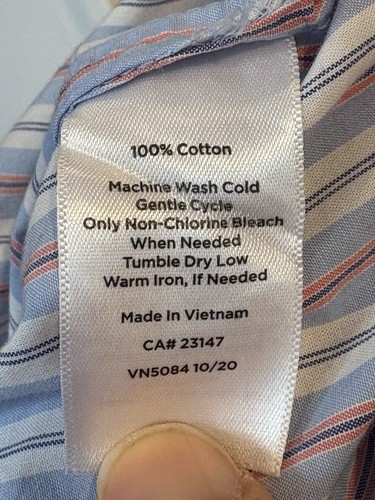 100% Cotton
Machine Wash Cold
Gentle Cycle
Only Non-Chlorine Bleach
When Needed
Tumble Dry Low
Warm Iron, If Needed
Made In Vietnam
CA# 23147
VN5084 10/20